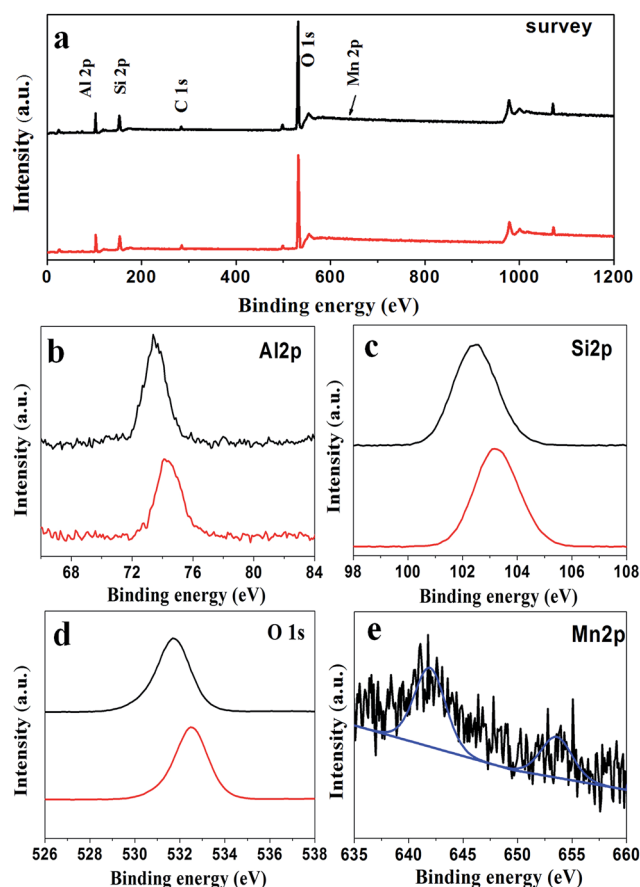 a
survey
Al 2p
Si 2p
C 1s
O 1s
Mn 2p
Intensity (a.u.)
0 200 400 600 800 1000 1200
Binding energy (eV)
b
Al2p
Intensity (a.u.)
68 72 76 80 84
Binding energy (eV)
c
Si2p
Intensity (a.u.)
98 100 102 104 106 108
Binding energy (eV)
d
O 1s
Intensity (a.u.)
526 528 530 532 534 536 538
Binding energy (eV)
e
Mn2p
Intensity (a.u.)
635 640 645 650 655 660
Binding energy (eV)